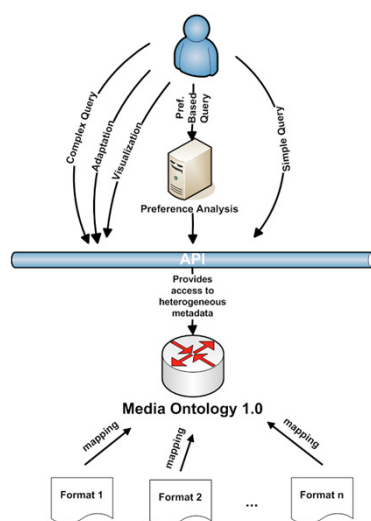 Complex Query
Adaptation
Visualization
Pref.
Based
Query
Simple Query
Preference Analysis
API
Provides
access to
heterogeneous
metadata
Media Ontology 1.0
mapping
mapping
mapping
Format 1
Format 2
...
Format n